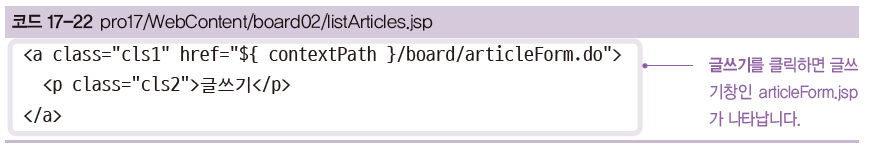 코드 17-22 pro17/WebContent/board02/listArticles.jsp
<a class="cls1" href="${ contextPath }/board/articleForm.do">
<p class="cls2">글쓰기</p>
</a>
글쓰기를 클릭하면 글쓰
기창인 articleForm.jsp
가 나타납니다.